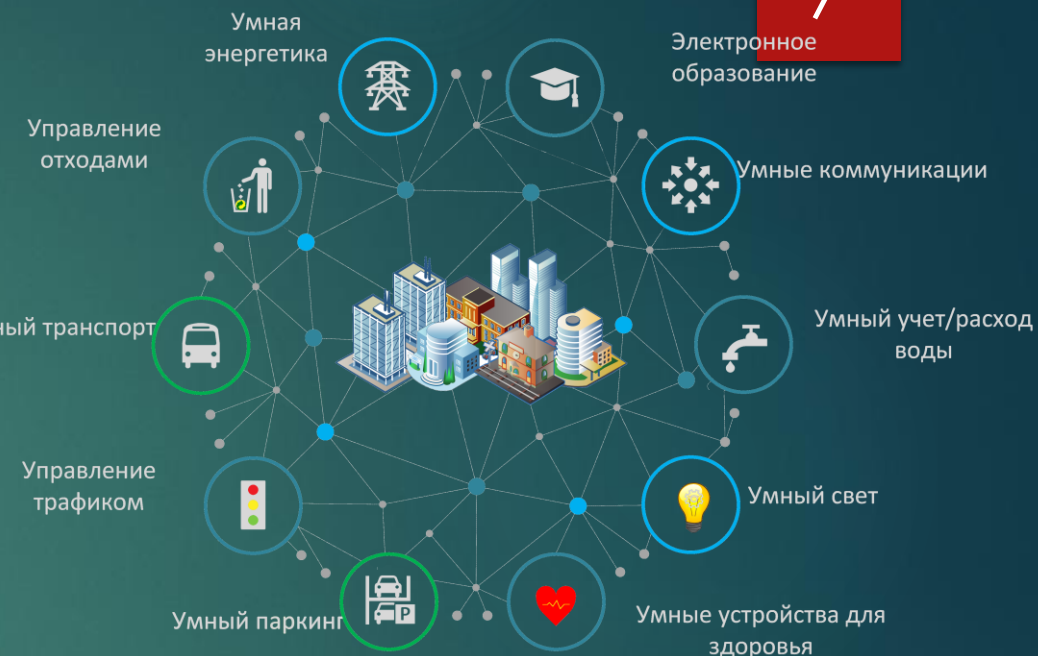 Умная
энергетика
Электронное
образование
Управление
отходами
Умные коммуникации
транспорт
Умный учет/расход
воды
Управление
трафиком
Умный свет
P
Умный паркинг
Умные устройства для
здоровья